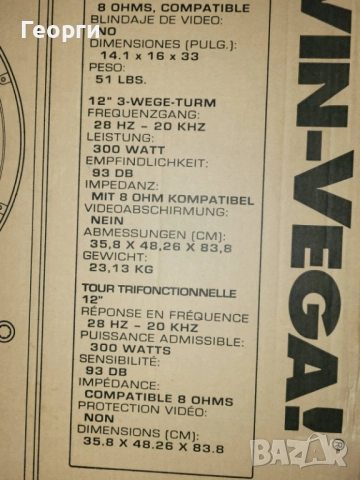 Георги
8 OHMS, COMPATIBLE
BLINDAJE DE VIDEO:
NO
DIMENSIONES (PULG.):
14.1 x 16 x 33
PESO:
51 LBS.
12" 3-WEGE-TURM
FREQUENZGANG:
28 HZ – 20 KHZ
LEISTUNG:
300 WATT
EMPFINDLICHKEIT:
93 DB
IMPEDANZ:
MIT 8 OHM KOMPATIBEL
VIDEOABSCHIRMUNG:
NEIN
ABMESSUNGEN (CM):
35,8 X 48,26 X 83,8
GEWICHT:
23,13 KG
TOUR TRIFONCTIONNELLE
12"
RÉPONSE EN FRÉQUENCE
28 HZ – 20 KHZ
PUISSANCE ADMISSIBLE:
300 WATTS
SENSIBILITÉ:
93 DB
IMPÉDANCE:
COMPATIBLE 8 OHMS
PROTECTION VIDÉO:
NON
DIMENSIONS (CM):
35.8 X 48.26 X 83.8
WIN-VEGA!®
bazar.bg